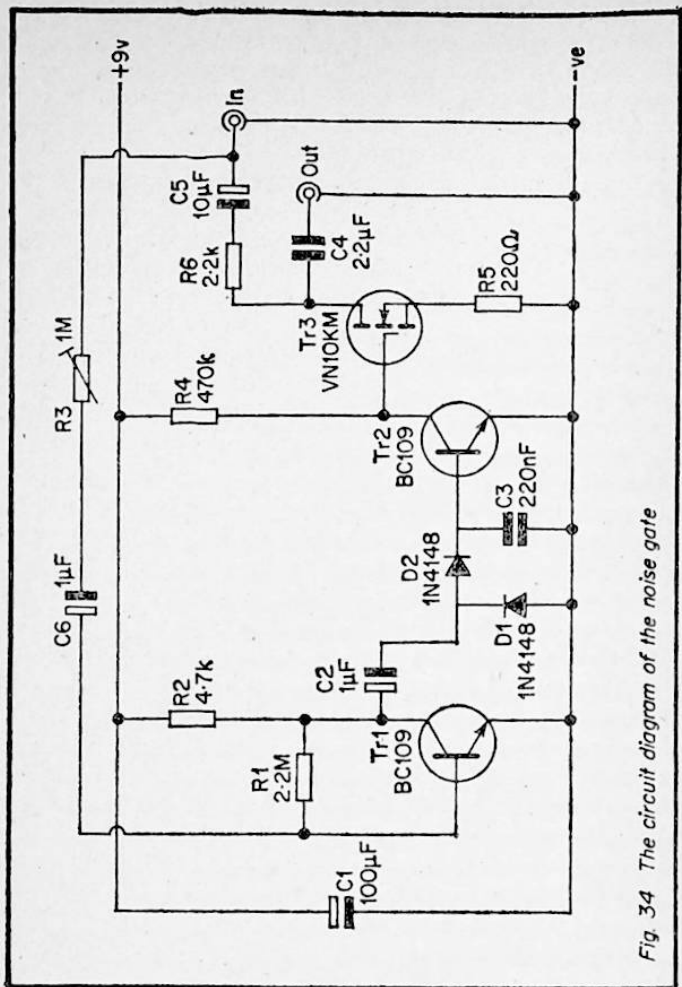 +9v
In
C5
10µF
Out
R6
2·2k
C4
2·2µF
R3
1M
R4
470k
Tr3
VN10KM
R5
220Ω
C6
1µF
Tr2
BC109
D2
1N4148
C3
220nF
R2
4·7k
C2
1µF
D1
1N4148
R1
2·2M
Tr1
BC109
C1
100µF
-ve
Fig. 34 The circuit diagram of the noise gate